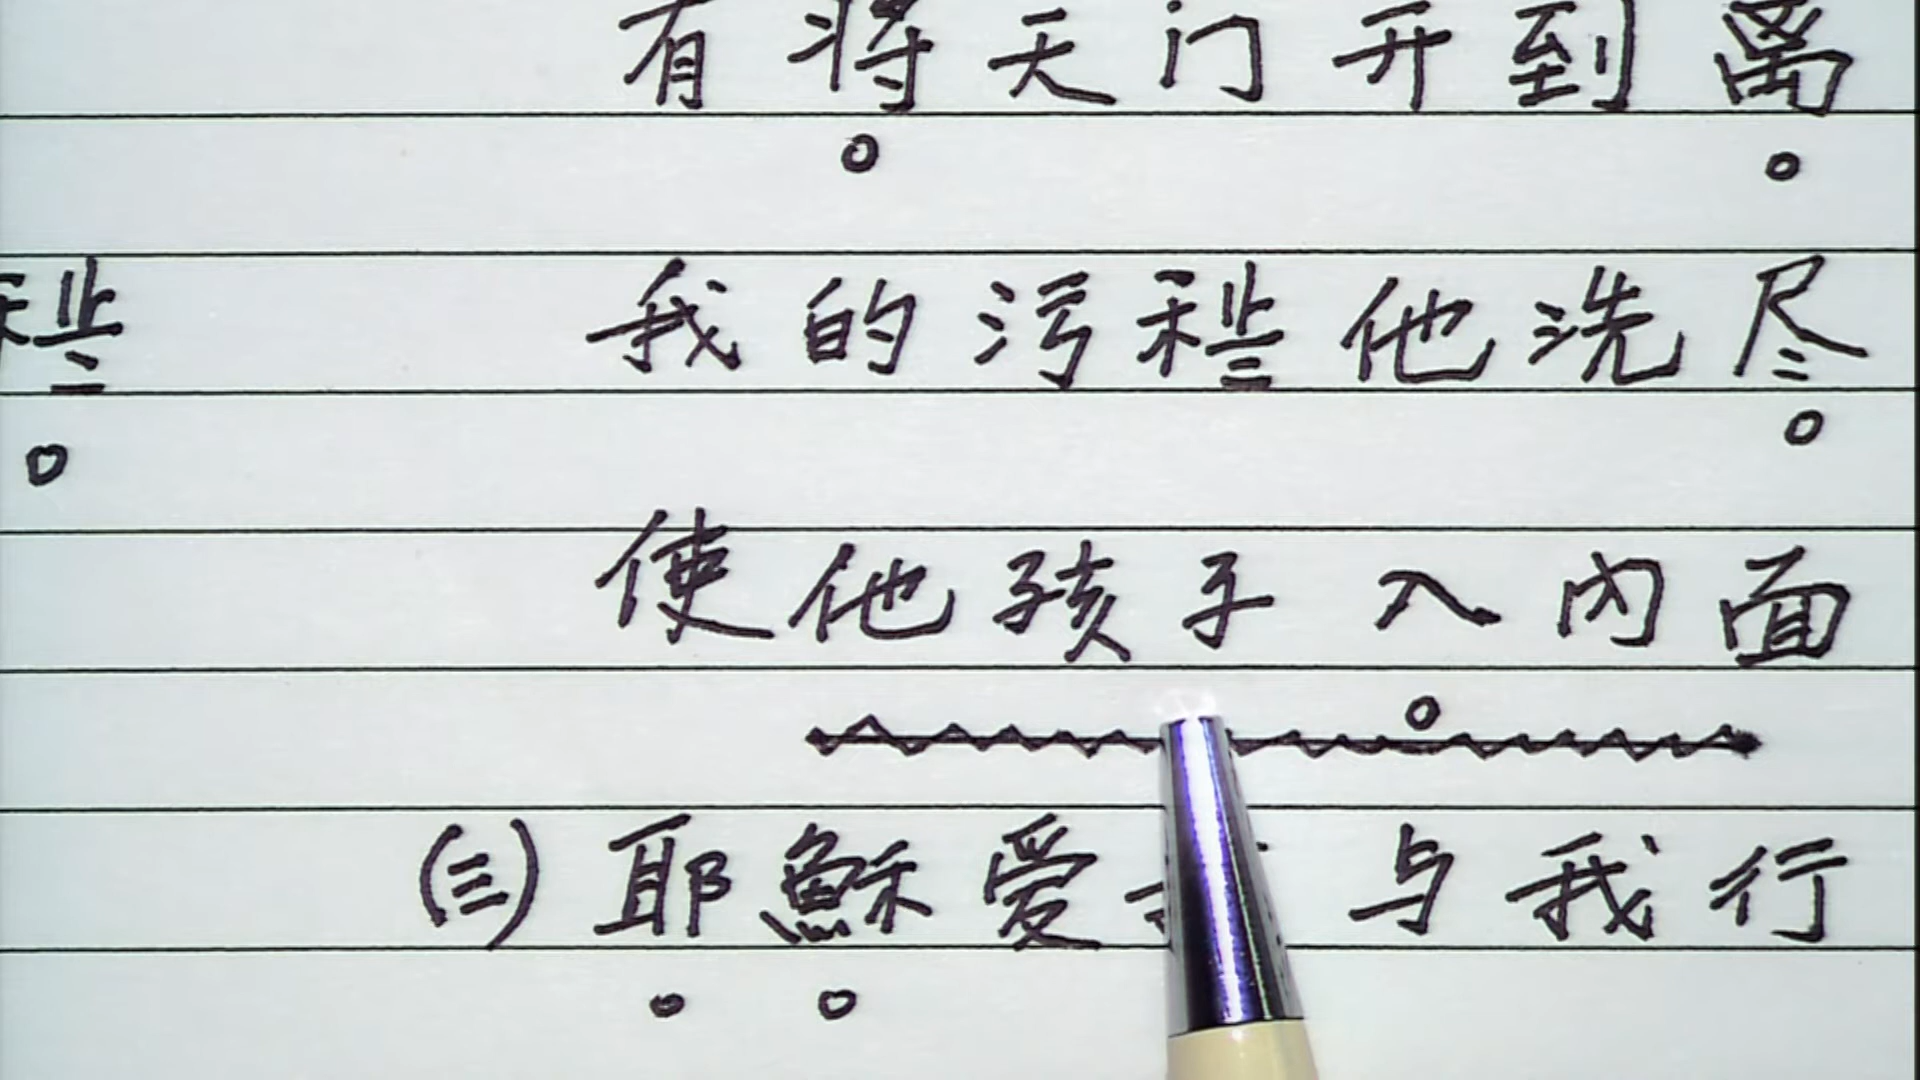 有将天门开到离
我的污秽他洗尽
使他孩子入内面
(三)耶稣爱 与我行